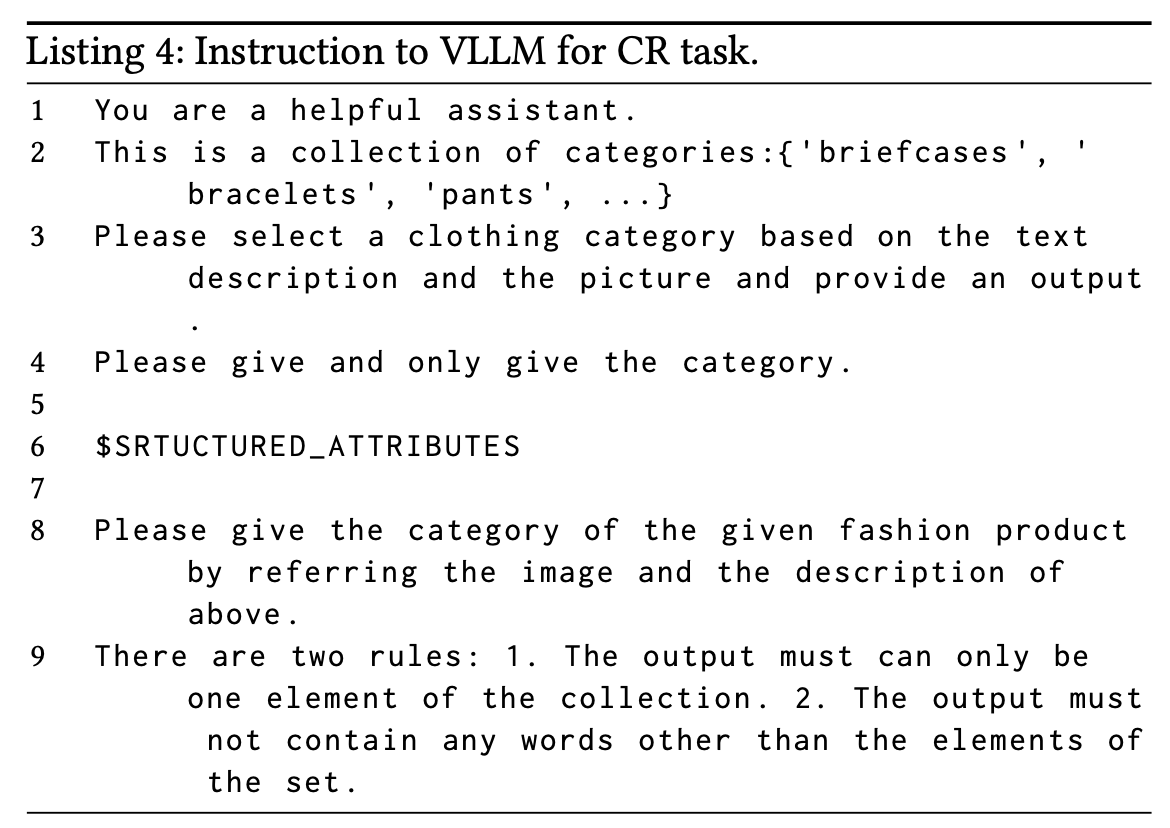 Listing 4: Instruction to VLLM for CR task.
1 You are a helpful assistant.
2 This is a collection of categories:{'briefcases', '
bracelets', 'pants', ...}
3 Please select a clothing category based on the text
description and the picture and provide an output
.
4 Please give and only give the category.
5
6 $SRTUCTURED_ATTRIBUTES
7
8 Please give the category of the given fashion product
by referring the image and the description of
above.
9 There are two rules: 1. The output must can only be
one element of the collection. 2. The output must
not contain any words other than the elements of
the set.